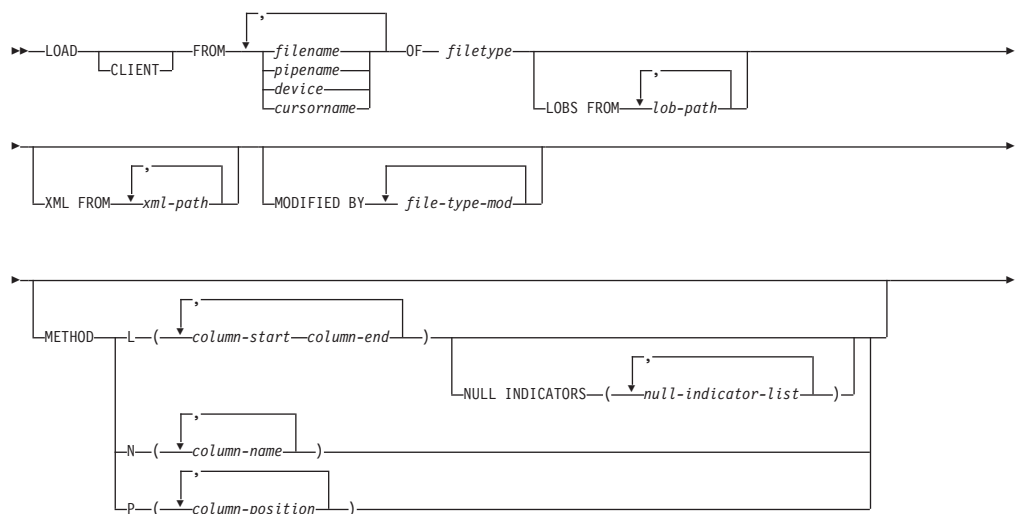 ,
LOAD CLIENT FROM filename OF filetype
pipename
device
cursorname
,
LOBS FROM lob-path
,
XML FROM xml-path
MODIFIED BY file-type-mod
,
METHOD L ( column-start column-end )
,
NULL INDICATORS ( null-indicator-list )
,
N ( column-name )
,
P ( column-position )